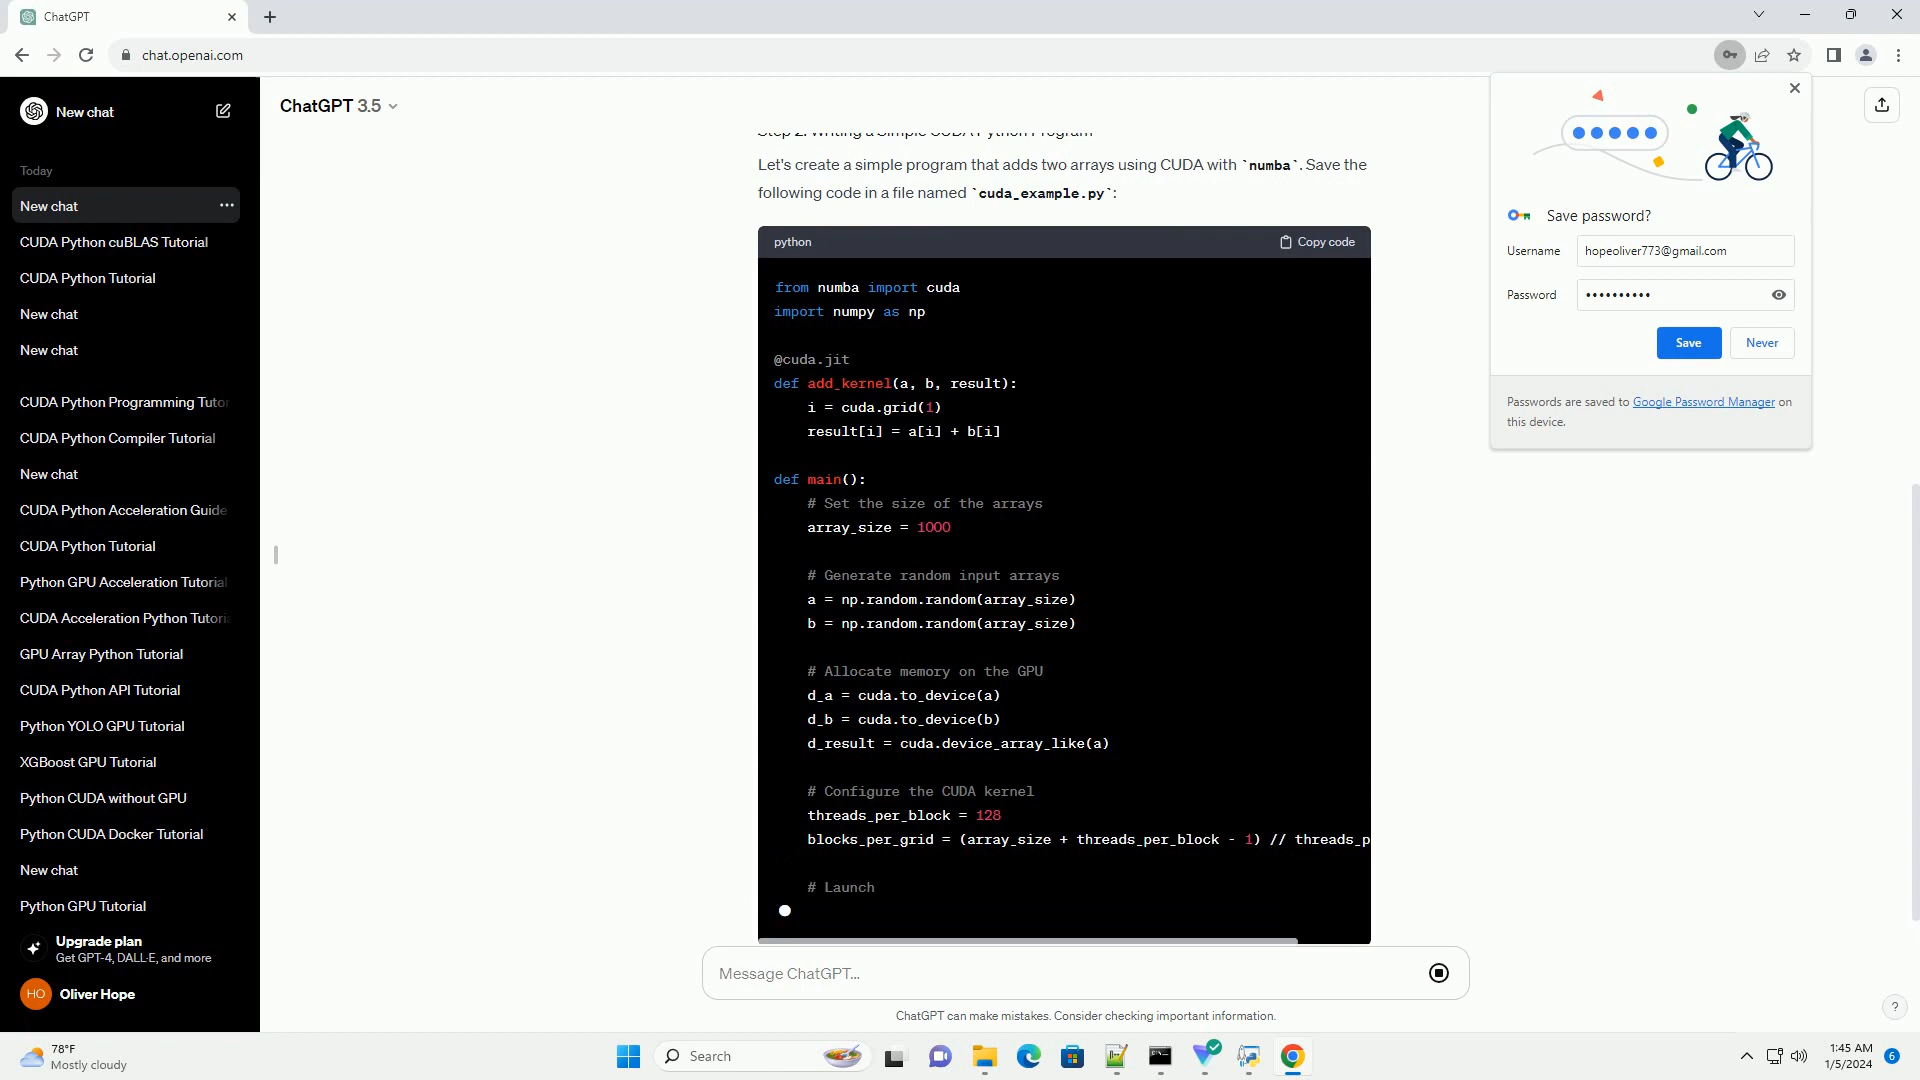 ChatGPT
chat.openai.com
New chat
Today
New chat
CUDA Python cuBLAS Tutorial
CUDA Python Tutorial
New chat
New chat
CUDA Python Programming Tutor
CUDA Python Compiler Tutorial
New chat
CUDA Python Acceleration Guide
CUDA Python Tutorial
Python GPU Acceleration Tutorial
CUDA Acceleration Python Tutoria
GPU Array Python Tutorial
CUDA Python API Tutorial
Python YOLO GPU Tutorial
XGBoost GPU Tutorial
Python CUDA without GPU
Python CUDA Docker Tutorial
New chat
Python GPU Tutorial
Upgrade plan
Get GPT-4, DALL·E, and more
HO Oliver Hope
ChatGPT 3.5
Step 2: Writing a Simple CUDA Python Program
Let's create a simple program that adds two arrays using CUDA with `numba`. Save the
following code in a file named `cuda_example.py`:
python Copy code
from numba import cuda
import numpy as np
@cuda.jit
def add_kernel(a, b, result):
i = cuda.grid(1)
result[i] = a[i] + b[i]
def main():
# Set the size of the arrays
array_size = 1000
# Generate random input arrays
a = np.random.random(array_size)
b = np.random.random(array_size)
# Allocate memory on the GPU
d_a = cuda.to_device(a)
d_b = cuda.to_device(b)
d_result = cuda.device_array_like(a)
# Configure the CUDA kernel
threads_per_block = 128
blocks_per_grid = (array_size + threads_per_block - 1) // threads_p
# Launch
Message ChatGPT...
ChatGPT can make mistakes. Consider checking important information.
?
Save password?
Username hopeoliver773@gmail.com
Password ••••••••••
Save Never
Passwords are saved to Google Password Manager on
this device.
78°F
Mostly cloudy
Search
1:45 AM
1/5/2024
6